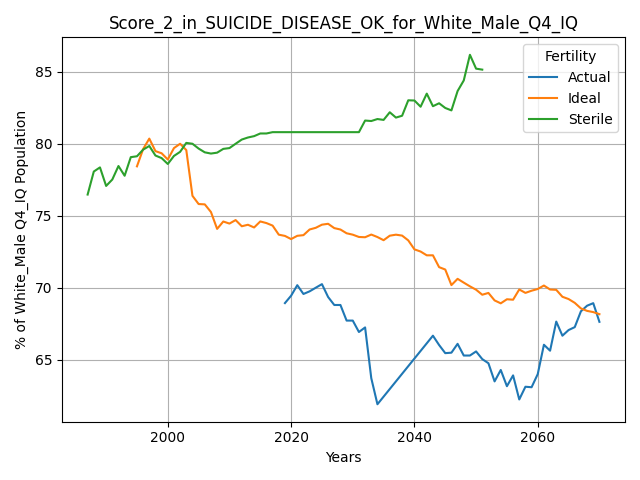 Score_2_in_SUICIDE_DISEASE_OK_for_White_Male_Q4_IQ
% of White_Male Q4_IQ Population
85
80
75
70
65
Fertility
Actual
Ideal
Sterile
2000
2020
2040
2060
Years